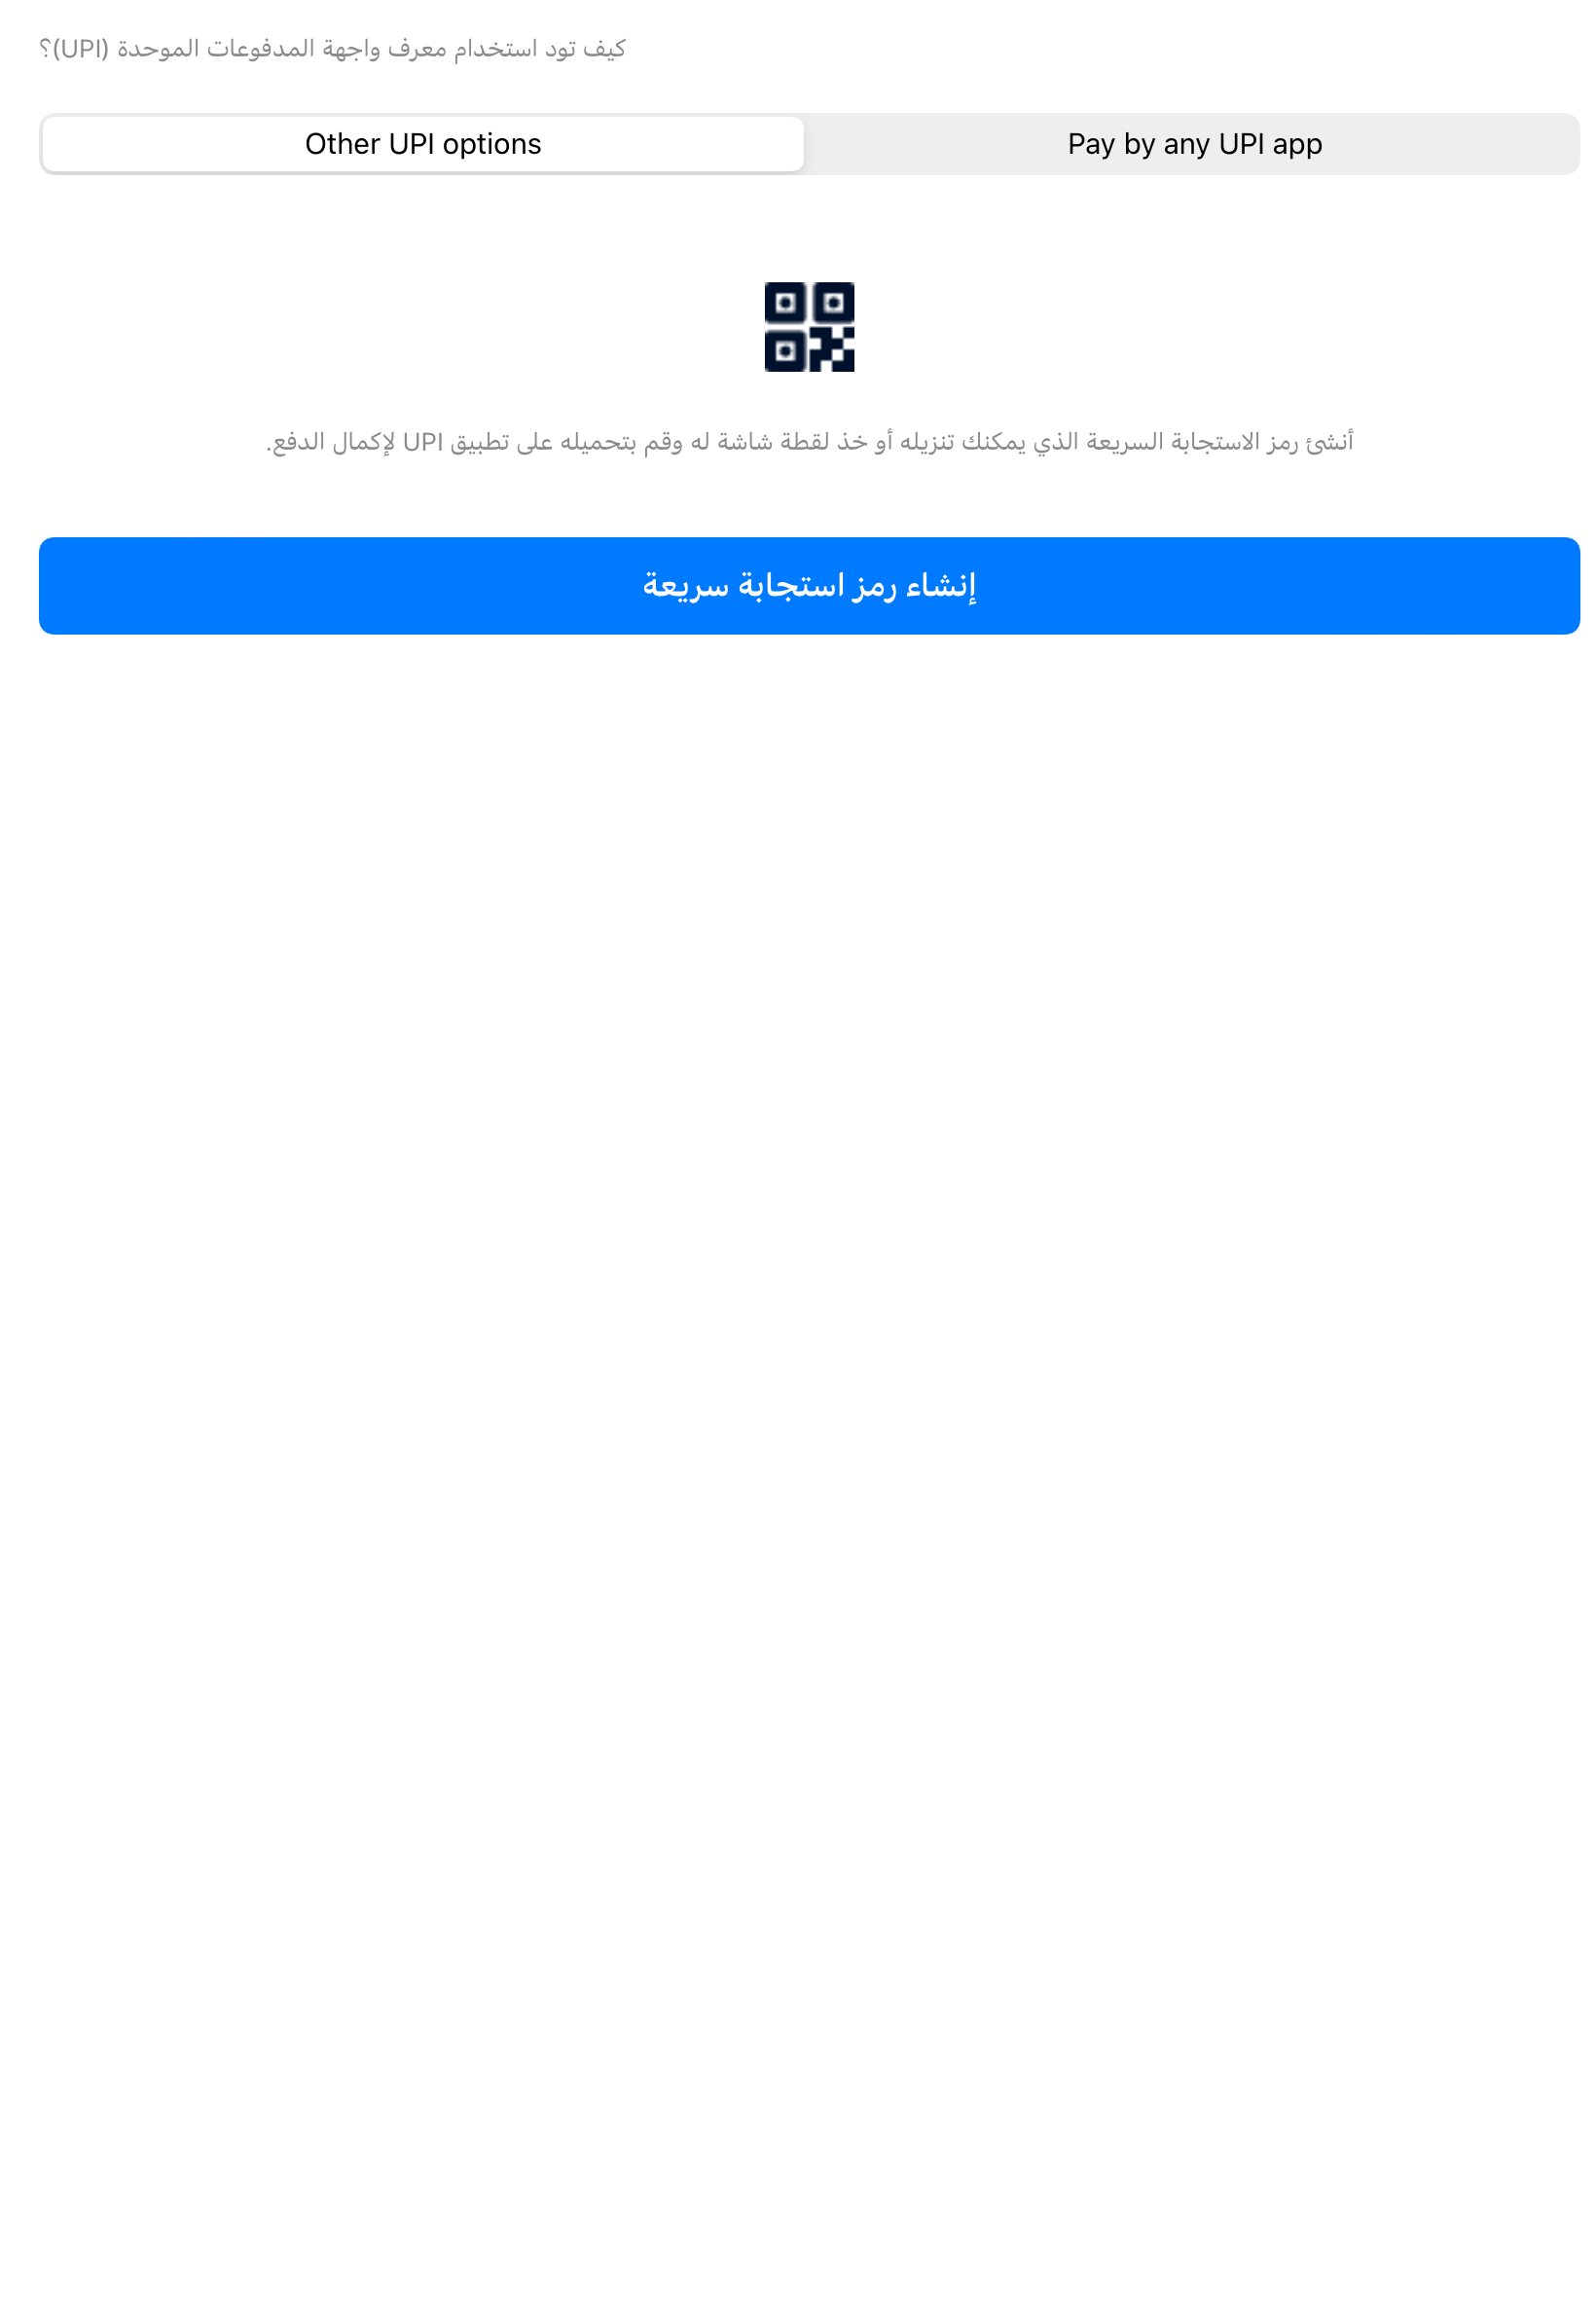 كيف تود استخدام معرف واجهة المدفوعات الموحدة (UPI)؟
Other UPI options
Pay by any UPI app
أنشئ رمز الاستجابة السريعة الذي يمكنك تنزيله أو خذ لقطة شاشة له وقم بتحميله على تطبيق UPI لإكمال الدفع.
إنشاء رمز استجابة سريعة